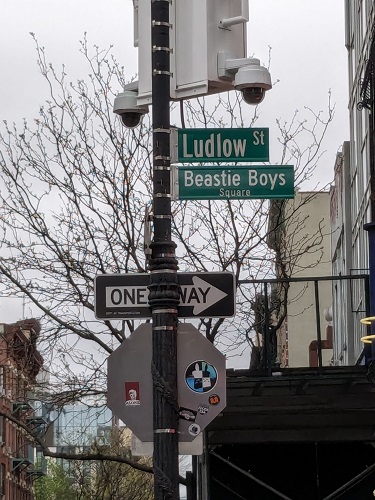 Ludlow St
Beastie Boys
Square
ONE WAY